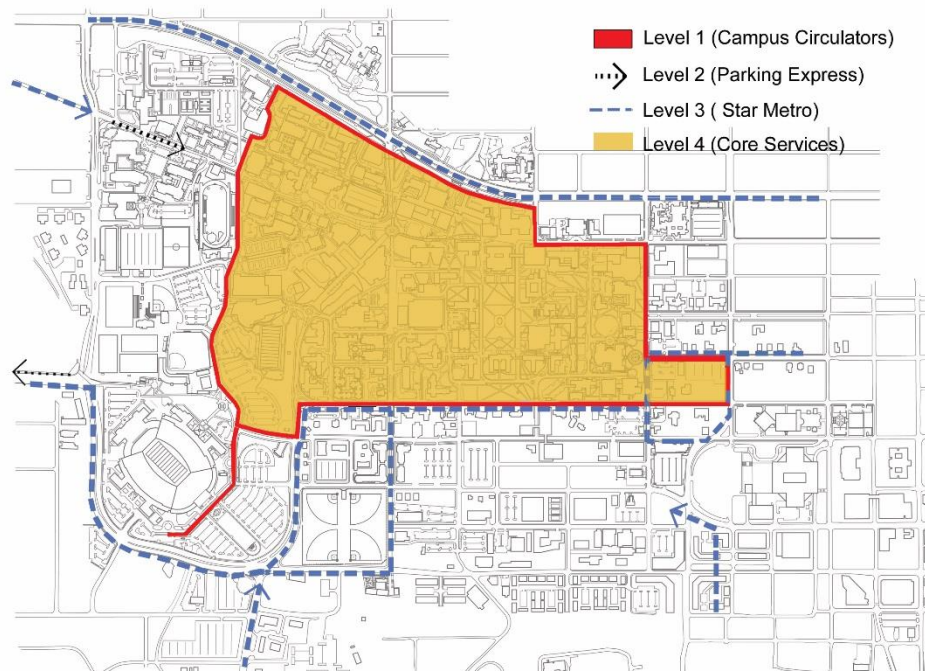 Level 1 (Campus Circulators)
Level 2 (Parking Express)
Level 3 ( Star Metro)
Level 4 (Core Services)